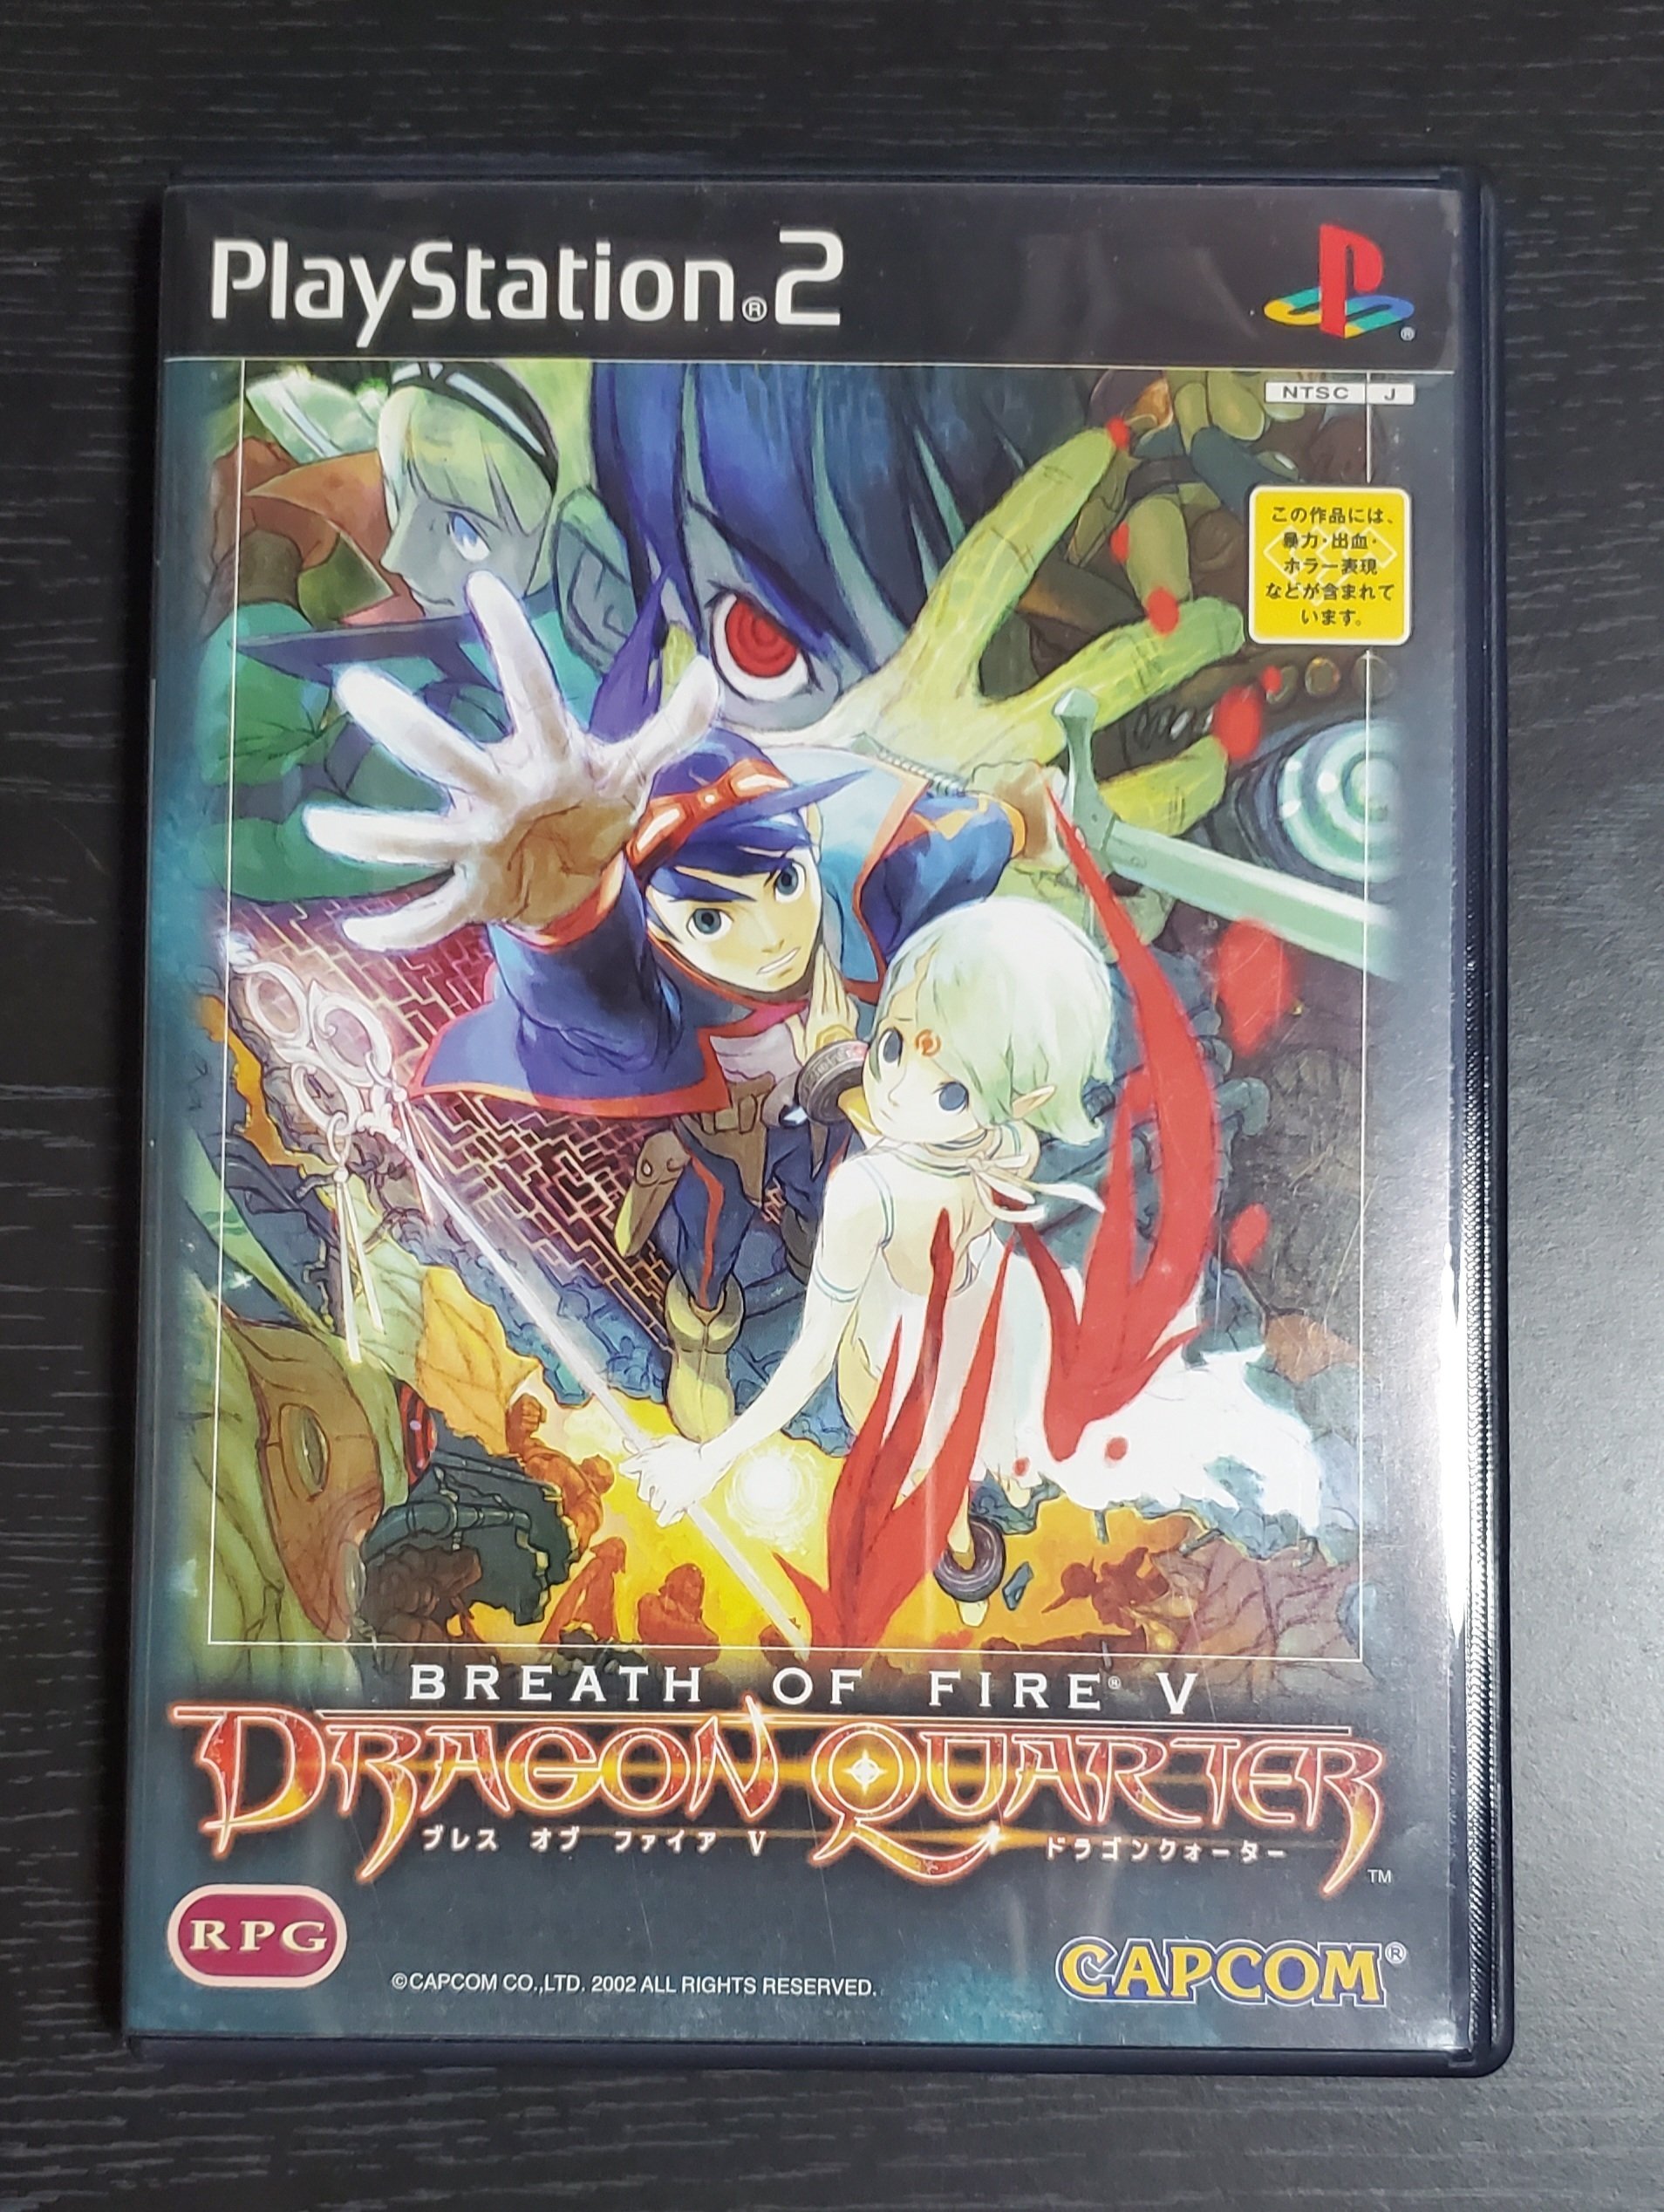 PlayStation®2
NTSC J
この作品には、
暴力・出血・
ホラー表現
などが含まれて
います。
BREATH OF FIRE® V
DRAGON QUARTER
ブレス オブ ファイア V ドラゴンクォーター
TM
RPG
©CAPCOM CO.,LTD. 2002 ALL RIGHTS RESERVED.
CAPCOM®